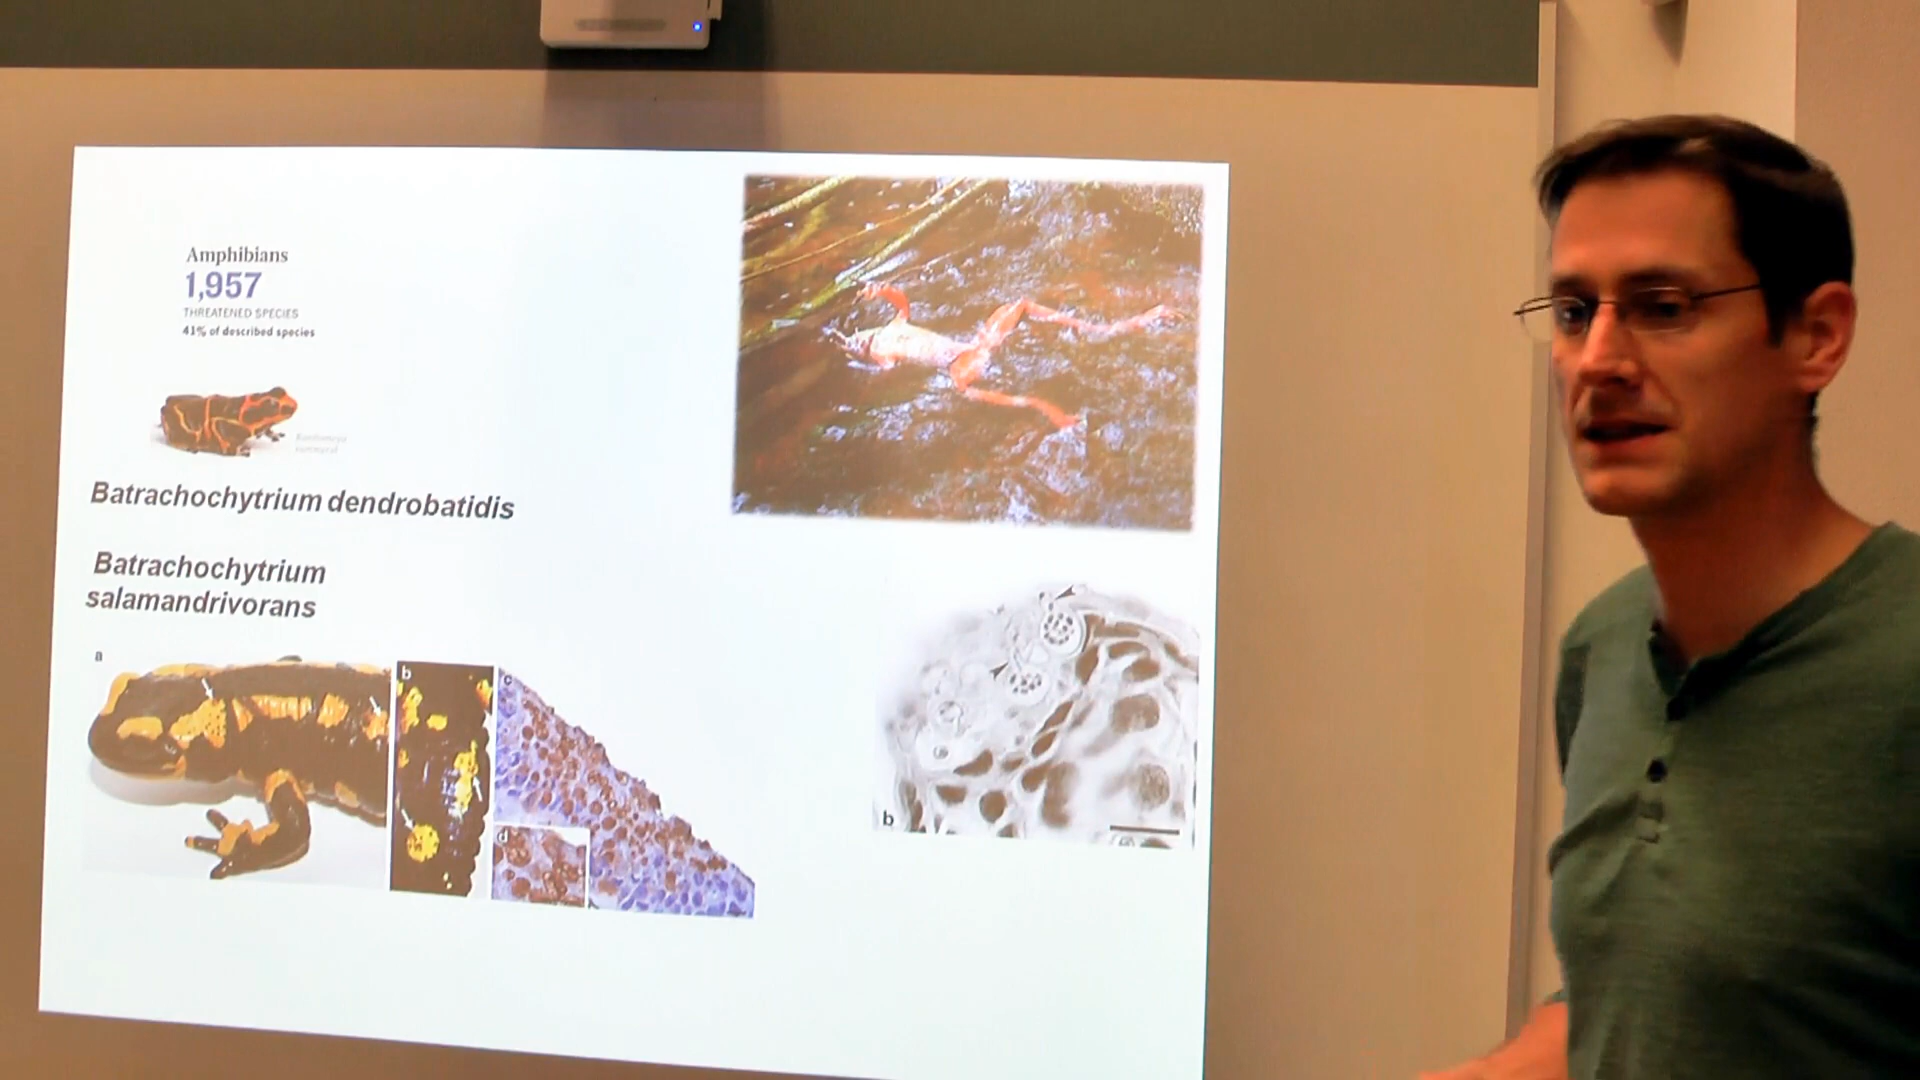 Amphibians
1,957
THREATENED SPECIES
41% of described species
Batrachochytrium dendrobatidis
Batrachochytrium
salamandrivorans
a
b
c
d
b